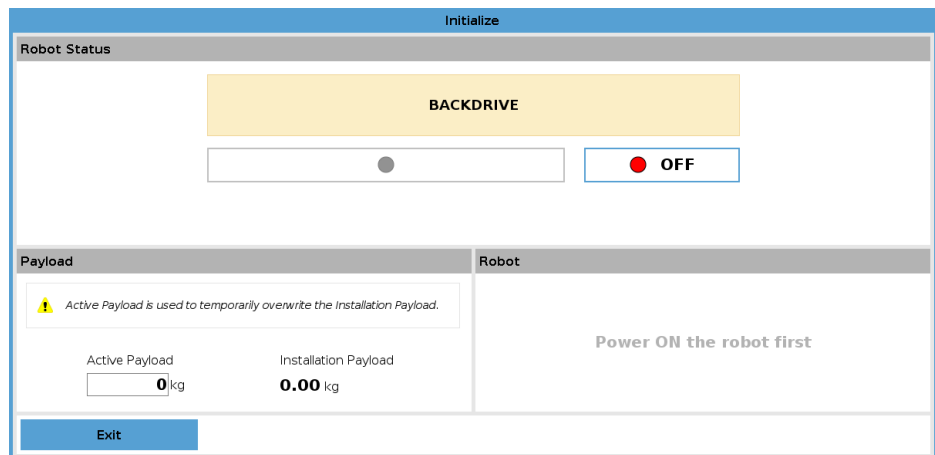 Initialize
Robot Status
BACKDRIVE
OFF
Payload
Robot
Active Payload is used to temporarily overwrite the Installation Payload.
Power ON the robot first
Active Payload Installation Payload
0 kg 0.00 kg
Exit